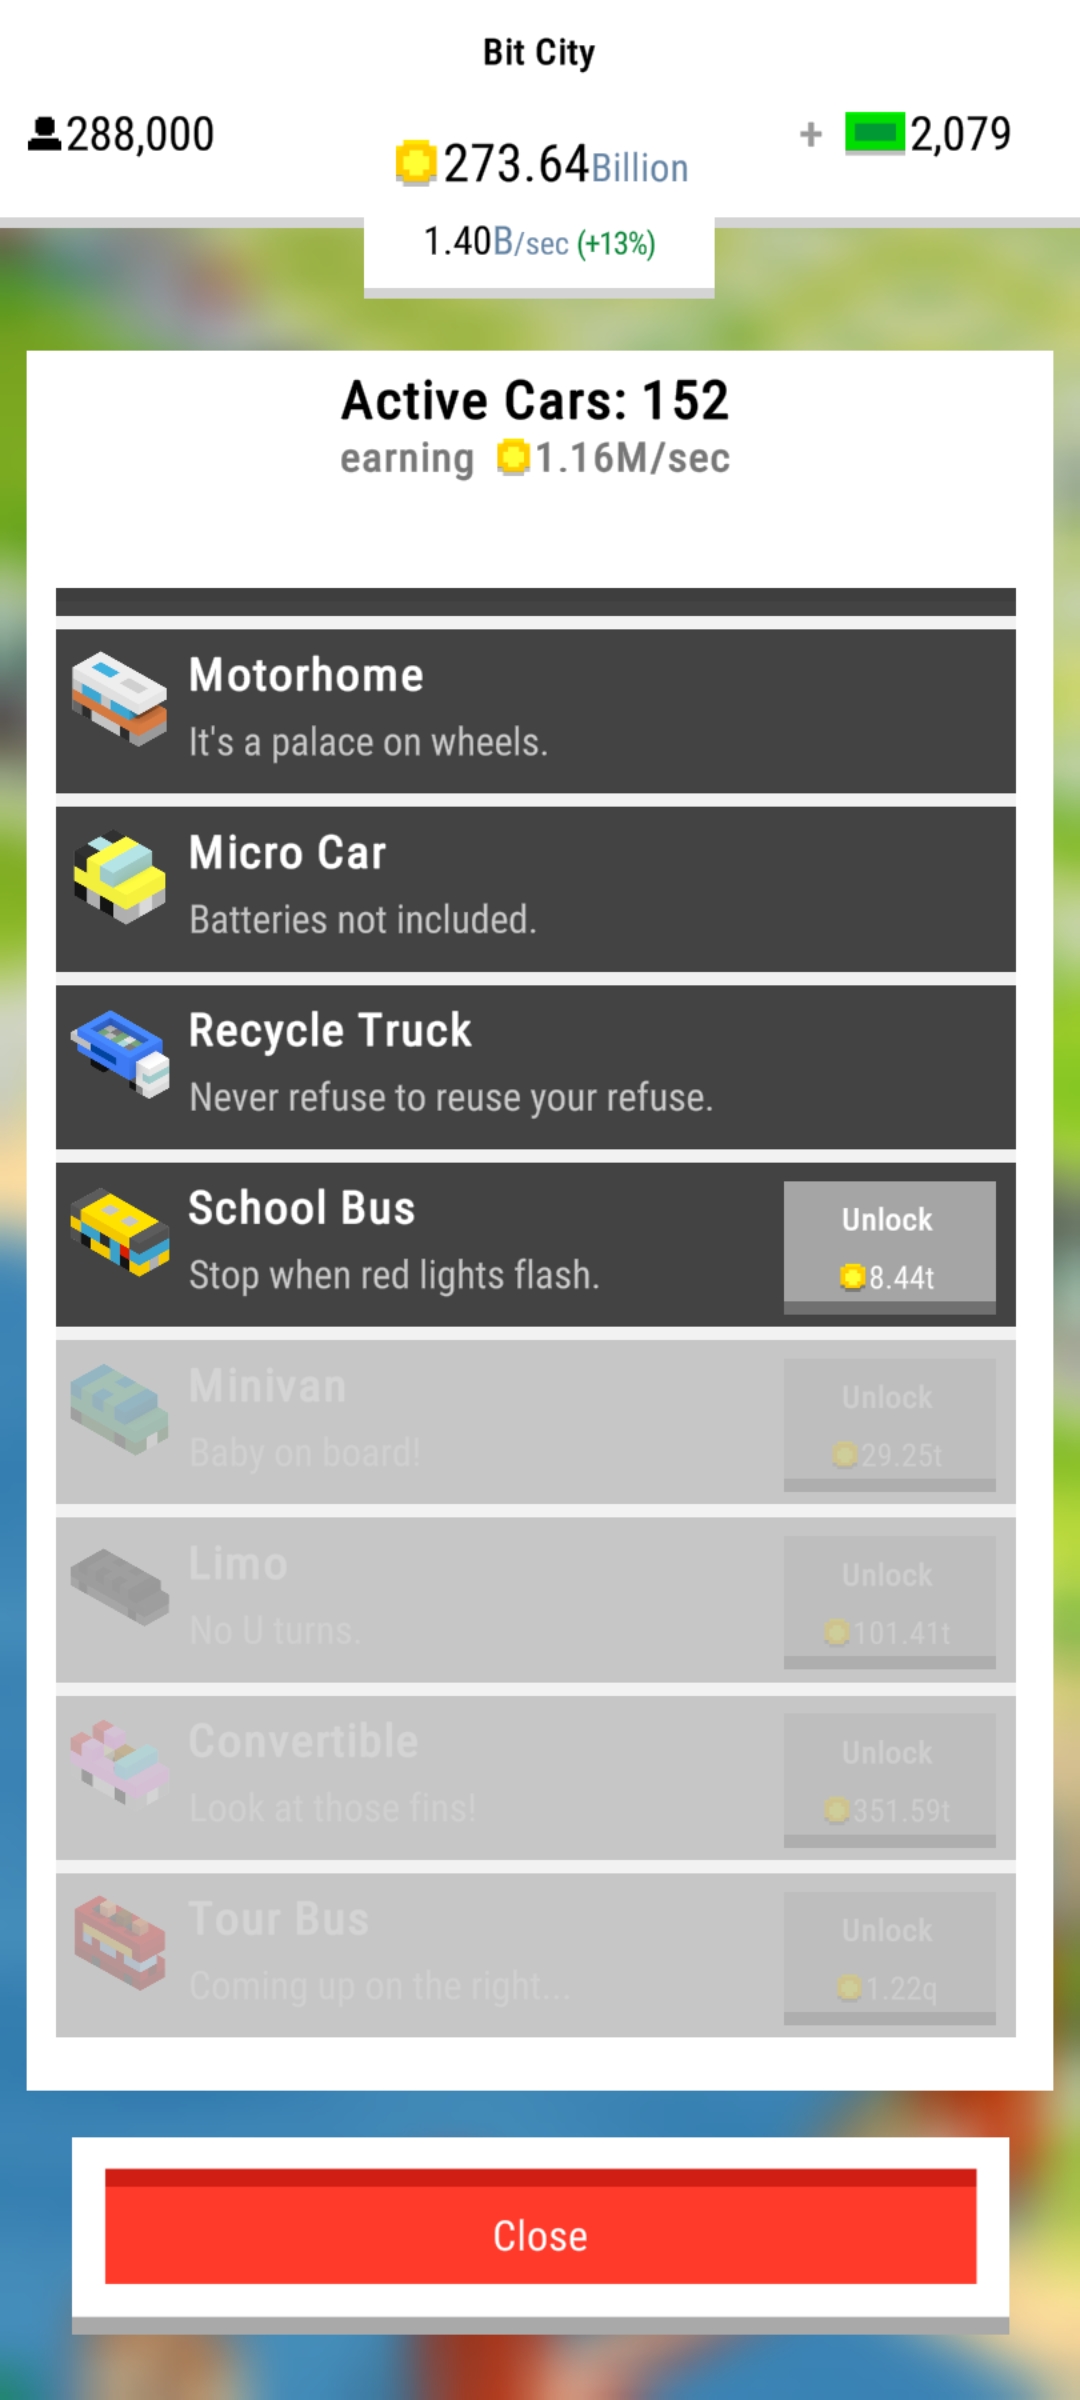 Bit City
288,000
273.64Billion
+ 2,079
1.40B/sec (+13%)
Active Cars: 152
earning 1.16M/sec
Motorhome
It's a palace on wheels.
Micro Car
Batteries not included.
Recycle Truck
Never refuse to reuse your refuse.
School Bus
Stop when red lights flash.
Unlock
8.44t
Minivan
Baby on board!
Unlock
29.25t
Limo
No U turns.
Unlock
101.41t
Convertible
Look at those fins!
Unlock
351.59t
Tour Bus
Coming up on the right...
Unlock
1.22q
Close